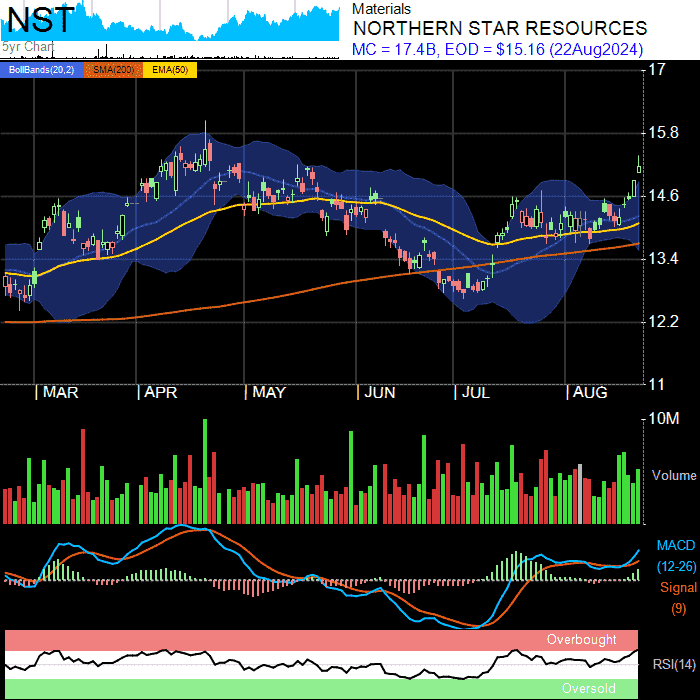 NST
5yr Chart
Materials
NORTHERN STAR RESOURCES
MC = 17.4B, EOD = $15.16 (22Aug2024)
BollBands(20,2) SMA(200) EMA(50)
17
15.8
14.6
13.4
12.2
11
| MAR | APR | MAY | JUN | JUL | AUG
10M
Volume
MACD
(12-26)
Signal
(9)
Overbought
RSI(14)
Oversold